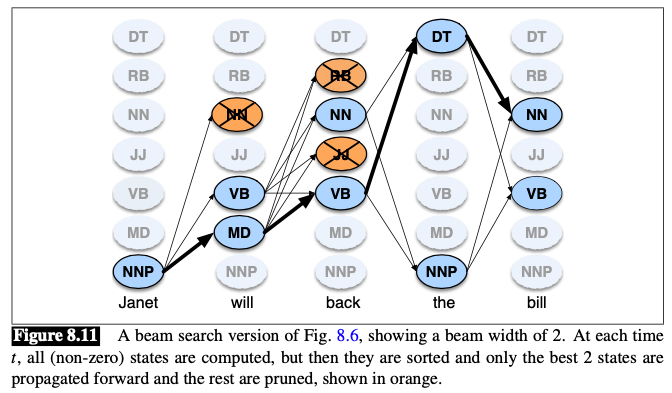 DT DT DT DT DT
RB RB RB RB RB
NN NN NN NN NN
JJ JJ JJ JJ JJ
VB VB VB VB VB
MD MD MD MD MD
NNP NNP NNP NNP NNP
Janet will back the bill
Figure 8.11 A beam search version of Fig. 8.6, showing a beam width of 2. At each time
t, all (non-zero) states are computed, but then they are sorted and only the best 2 states are
propagated forward and the rest are pruned, shown in orange.